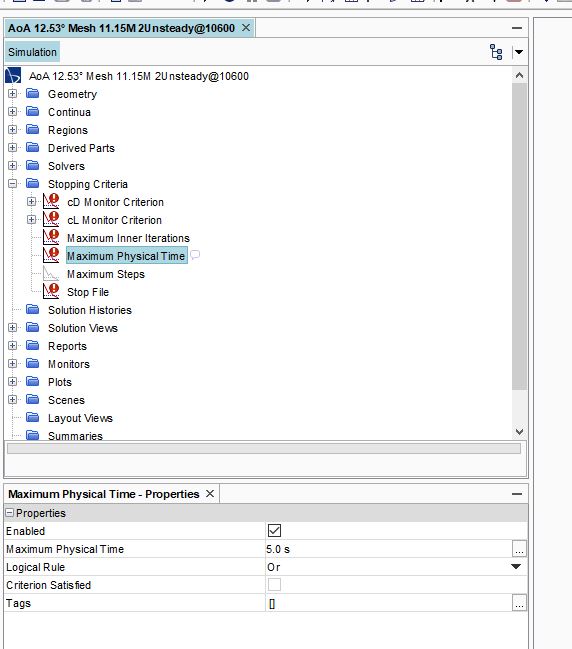 AoA 12.53° Mesh 11.15M 2Unsteady@10600
Simulation
AoA 12.53° Mesh 11.15M 2Unsteady@10600
Geometry
Continua
Regions
Derived Parts
Solvers
Stopping Criteria
cD Monitor Criterion
cL Monitor Criterion
Maximum Inner Iterations
Maximum Physical Time
Maximum Steps
Stop File
Solution Histories
Solution Views
Reports
Monitors
Plots
Scenes
Layout Views
Summaries
Maximum Physical Time - Properties
Properties
Enabled
Maximum Physical Time 5.0 s ...
Logical Rule Or
Criterion Satisfied
Tags [] ...